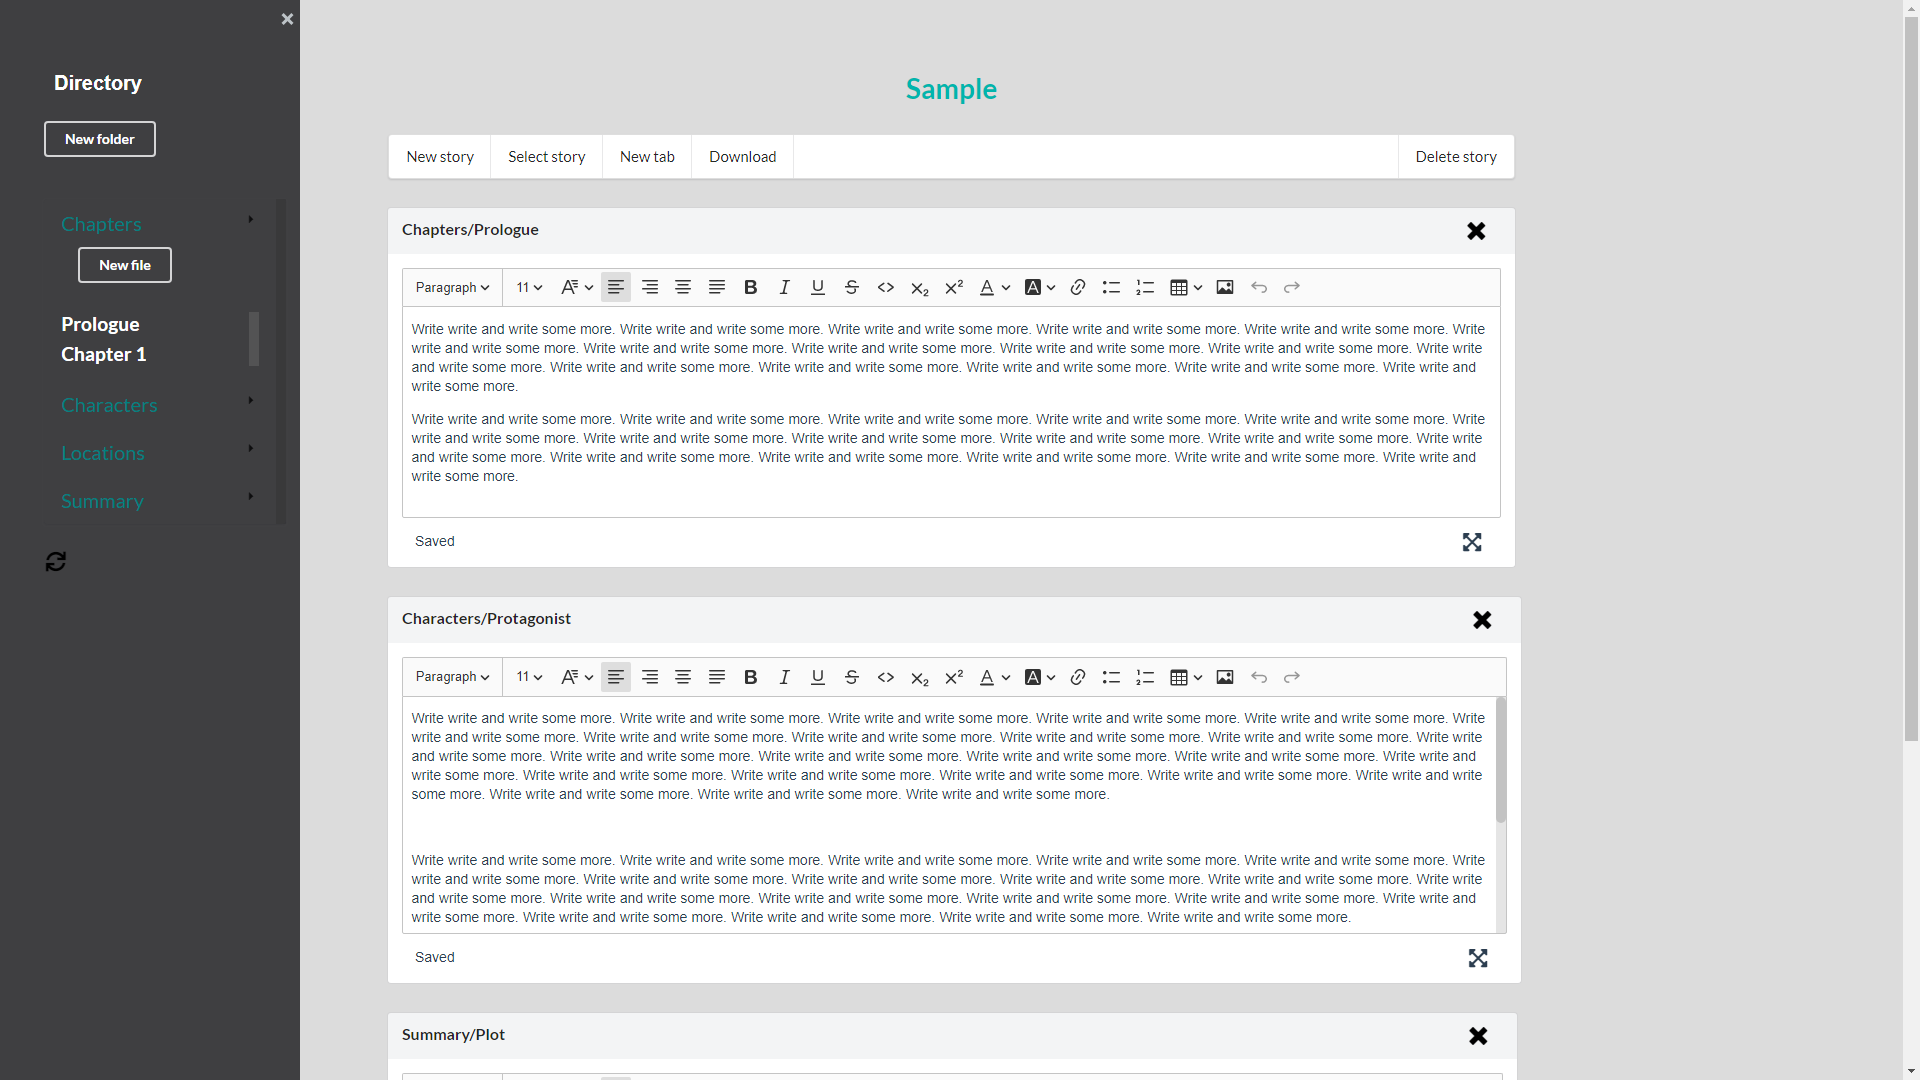 Directory
New folder
Chapters
New file
Prologue
Chapter 1
Characters
Locations
Summary
Sample
New story Select story New tab Download Delete story
Chapters/Prologue
Paragraph 11
Write write and write some more. Write write and write some more. Write write and write some more. Write write and write some more. Write write and write some more. Write
write and write some more. Write write and write some more. Write write and write some more. Write write and write some more. Write write and write some more. Write write
and write some more. Write write and write some more. Write write and write some more. Write write and write some more. Write write and write some more. Write write and
write some more.
Write write and write some more. Write write and write some more. Write write and write some more. Write write and write some more. Write write and write some more. Write
write and write some more. Write write and write some more. Write write and write some more. Write write and write some more. Write write and write some more. Write write
and write some more. Write write and write some more. Write write and write some more. Write write and write some more. Write write and write some more. Write write and
write some more.
Saved
Characters/Protagonist
Paragraph 11
Write write and write some more. Write write and write some more. Write write and write some more. Write write and write some more. Write write and write some more. Write
write and write some more. Write write and write some more. Write write and write some more. Write write and write some more. Write write and write some more. Write write
and write some more. Write write and write some more. Write write and write some more. Write write and write some more. Write write and write some more. Write write and
write some more. Write write and write some more. Write write and write some more. Write write and write some more. Write write and write some more. Write write and write
some more. Write write and write some more. Write write and write some more. Write write and write some more.
Write write and write some more. Write write and write some more. Write write and write some more. Write write and write some more. Write write and write some more. Write
write and write some more. Write write and write some more. Write write and write some more. Write write and write some more. Write write and write some more. Write write
and write some more. Write write and write some more. Write write and write some more. Write write and write some more. Write write and write some more. Write write and
write some more. Write write and write some more. Write write and write some more. Write write and write some more. Write write and write some more.
Saved
Summary/Plot